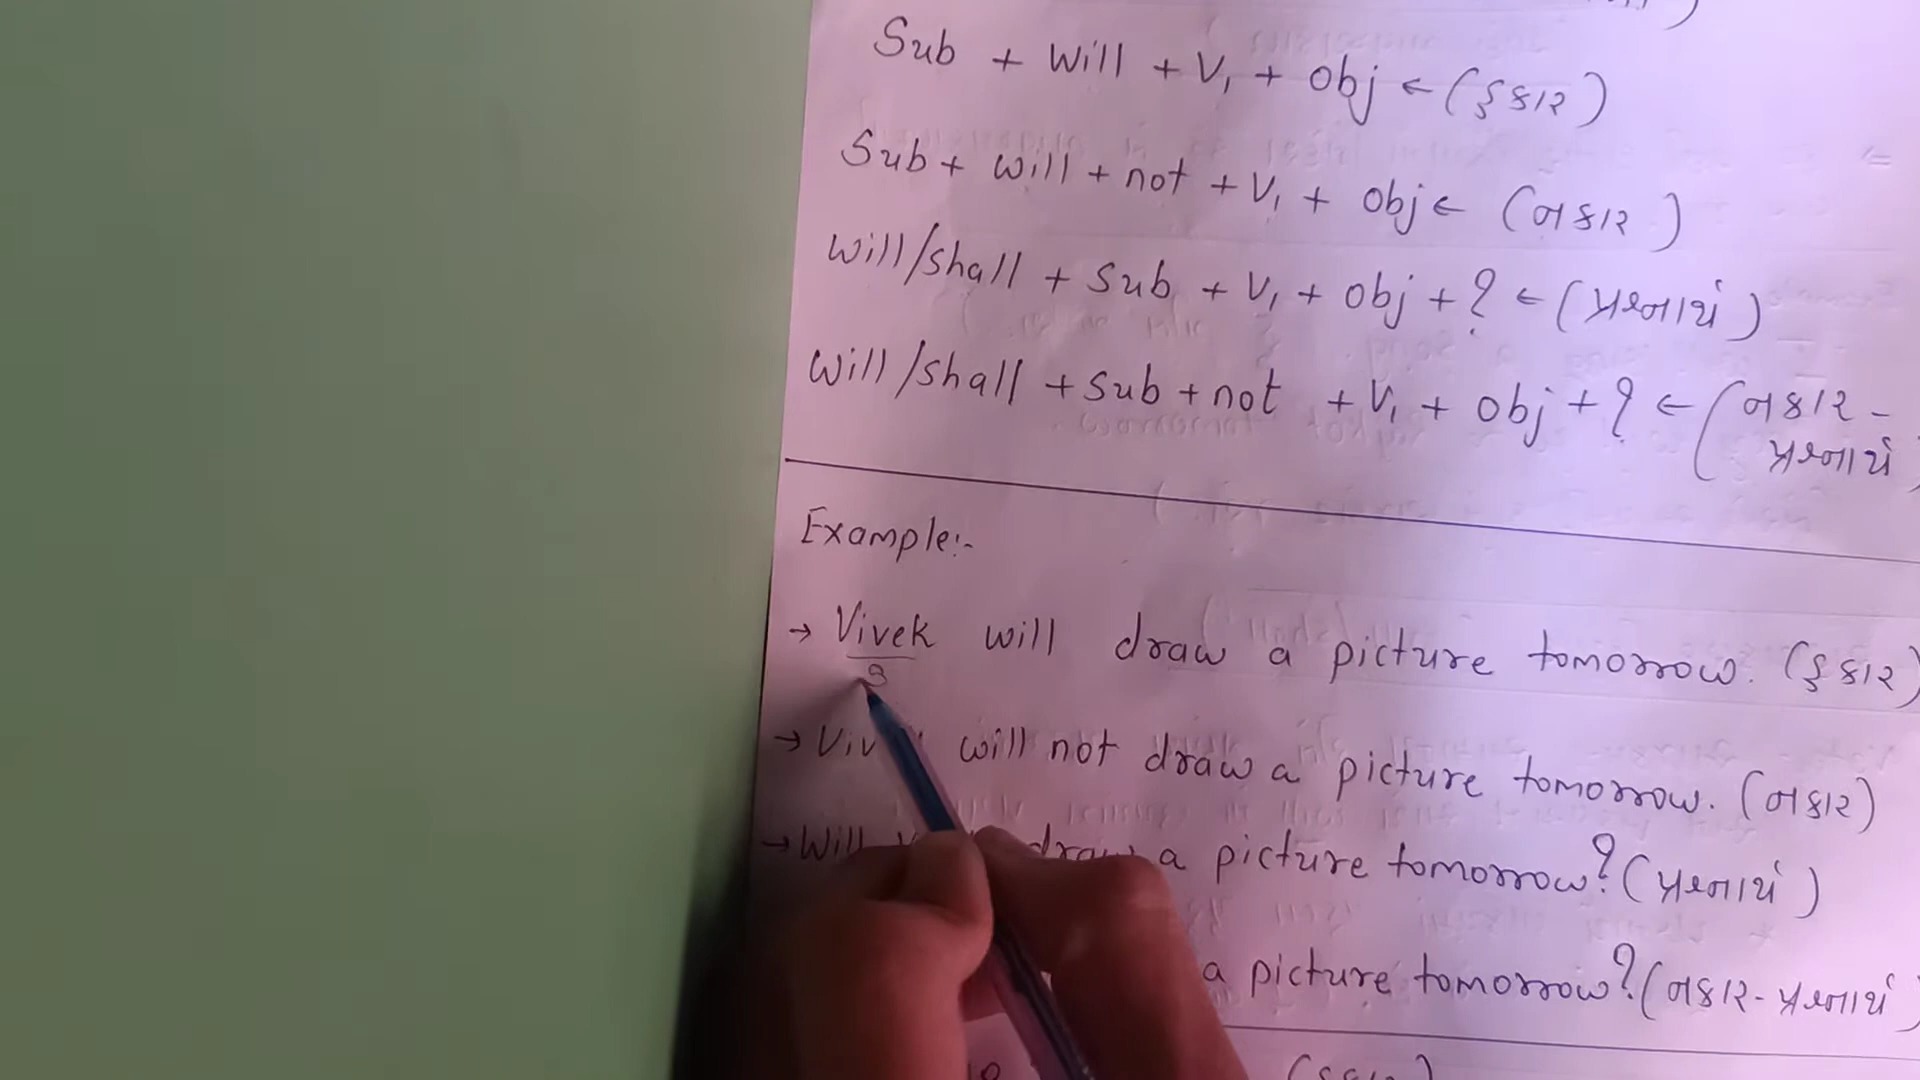 Sub + Will + V₁ + Obj ← (હકાર)
Sub + will + not + V₁ + Obj ← (નકાર)
Will/shall + Sub + V₁ + Obj + ? ← (પ્રશ્નાર્થ)
Will/shall + Sub + not + V₁ + Obj + ? ← (નકાર-
પ્રશ્નાર્થ
Example:-
→ Vivek will draw a picture tomorrow. (હકાર)
S
→ will not draw a picture tomorrow. (નકાર)
→ Will a picture tomorrow? (પ્રશ્નાર્થ)
a picture tomorrow? (નકાર-પ્રશ્નાર્થ)